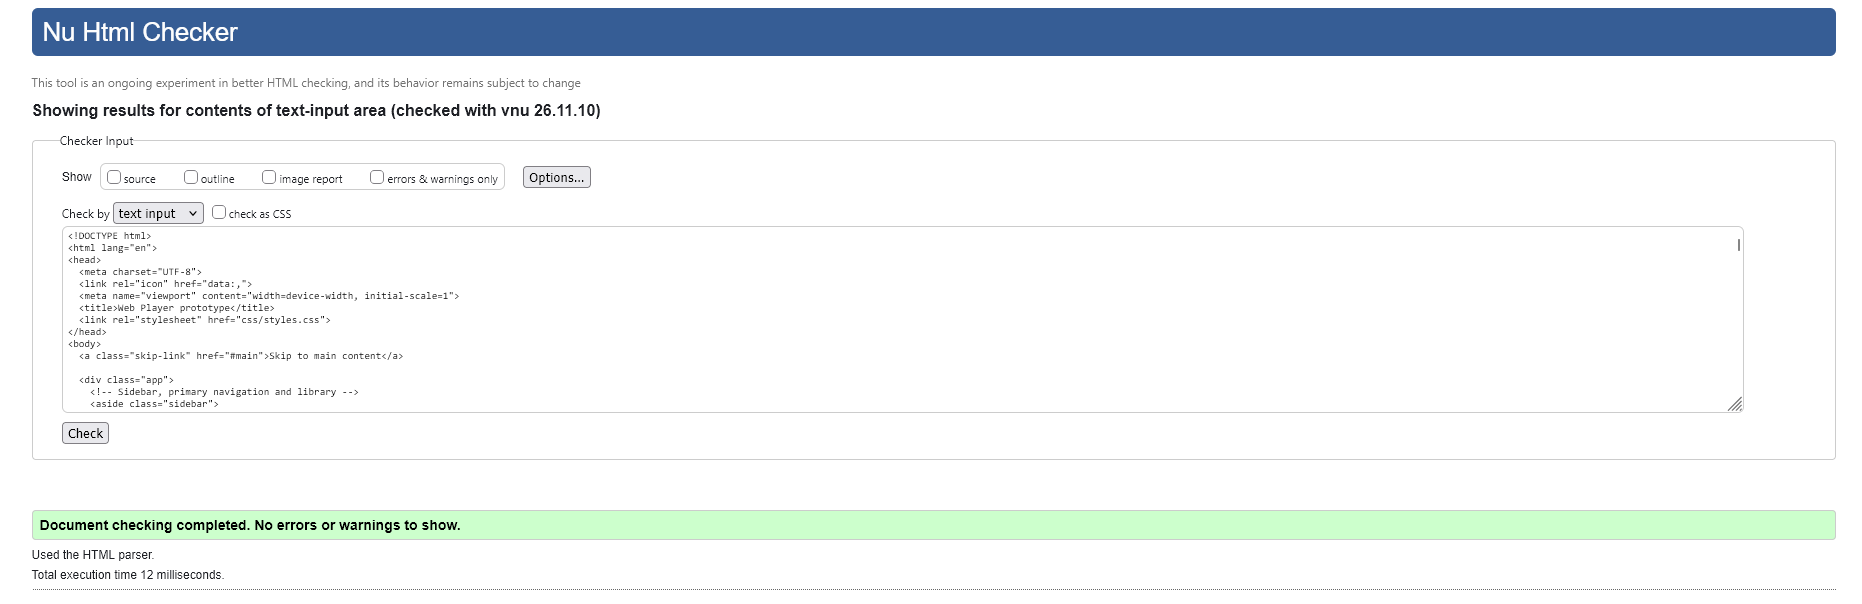 Nu Html Checker
This tool is an ongoing experiment in better HTML checking, and its behavior remains subject to change
Showing results for contents of text-input area (checked with vnu 26.11.10)
Checker Input
Show source outline image report errors & warnings only Options...
Check by text input check as CSS
<!DOCTYPE html>
<html lang="en">
<head>
  <meta charset="UTF-8">
  <link rel="icon" href="data:,">
  <meta name="viewport" content="width=device-width, initial-scale=1">
  <title>Web Player prototype</title>
  <link rel="stylesheet" href="css/styles.css">
</head>
<body>
  <a class="skip-link" href="#main">Skip to main content</a>
  <div class="app">
    <!-- Sidebar, primary navigation and library -->
    <aside class="sidebar">
Check
Document checking completed. No errors or warnings to show.
Used the HTML parser.
Total execution time 12 milliseconds.